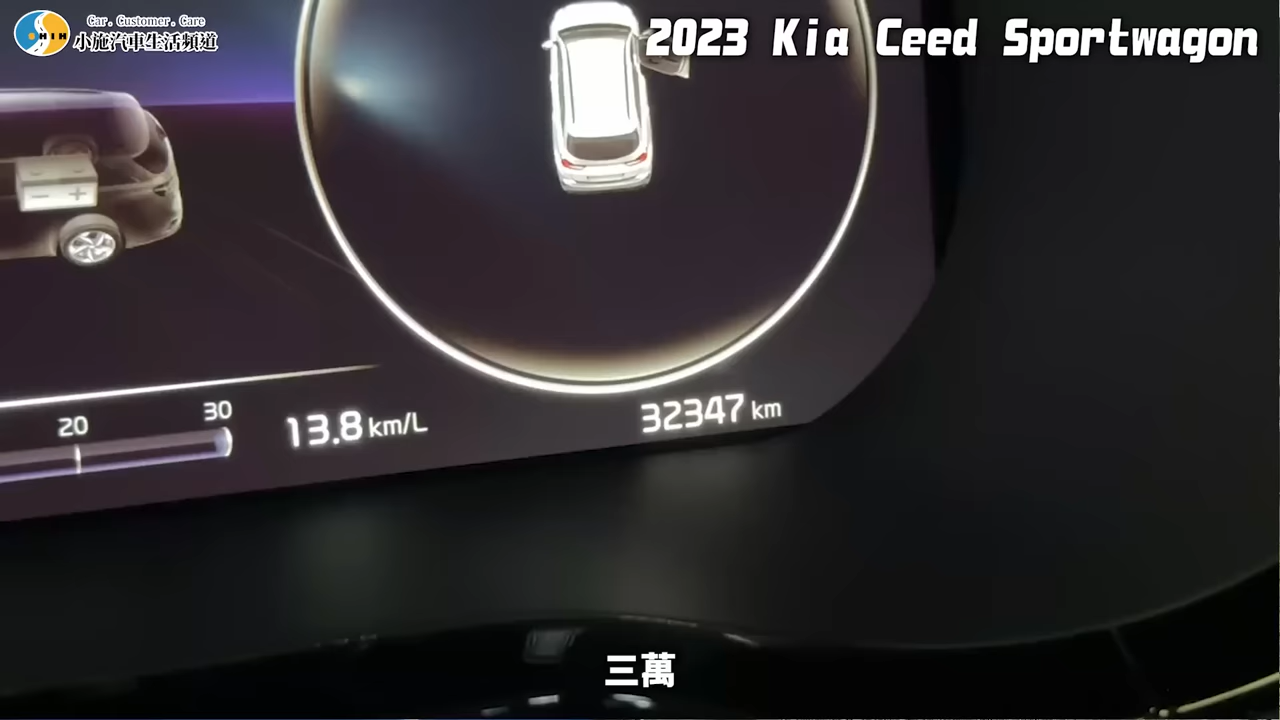 Car. Customer. Care
SHIH
小施汽車生活頻道
2023 Kia Ceed Sportwagon
20
30
13.8 km/L
32347 km
三萬